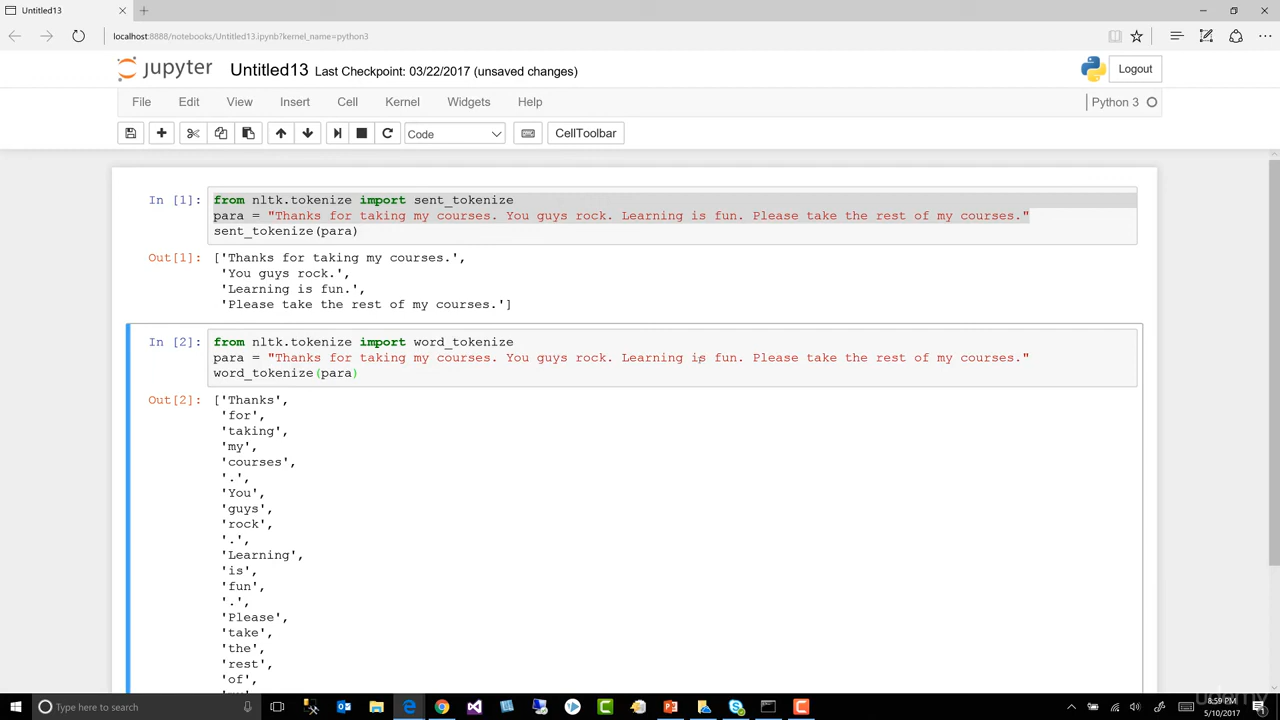 Untitled13
localhost:8888/notebooks/Untitled13.ipynb?kernel_name=python3
jupyter Untitled13 Last Checkpoint: 03/22/2017 (unsaved changes) Logout
File Edit View Insert Cell Kernel Widgets Help Python 3
Code CellToolbar
In [1]: from nltk.tokenize import sent_tokenize
para = "Thanks for taking my courses. You guys rock. Learning is fun. Please take the rest of my courses."
sent_tokenize(para)
Out[1]: ['Thanks for taking my courses.',
'You guys rock.',
'Learning is fun.',
'Please take the rest of my courses.']
In [2]: from nltk.tokenize import word_tokenize
para = "Thanks for taking my courses. You guys rock. Learning is fun. Please take the rest of my courses."
word_tokenize(para)
Out[2]: ['Thanks',
'for',
'taking',
'my',
'courses',
'.',
'You',
'guys',
'rock',
'.',
'Learning',
'is',
'fun',
'.',
'Please',
'take',
'the',
'rest',
'of',
Type here to search
8:59 PM
5/10/2017